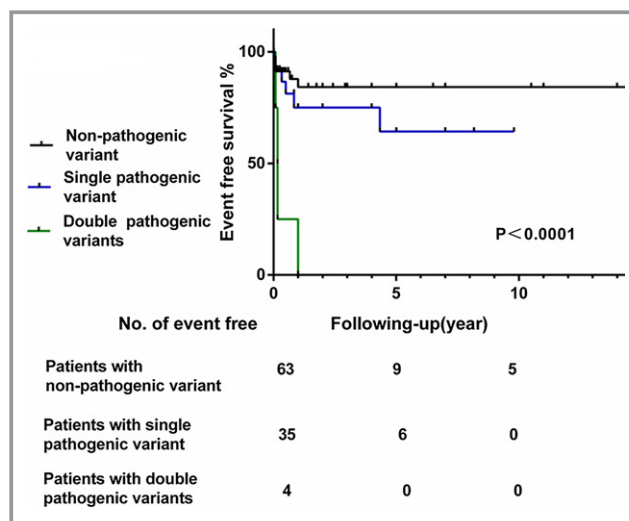 100
50
0
Event free survival %
Non-pathogenic
variant
Single pathogenic
variant
Double pathogenic
variants
P<0.0001
0 5 10
No. of event free Following-up(year)
Patients with
non-pathogenic variant 63 9 5
Patients with single
pathogenic variant 35 6 0
Patients with double
pathogenic variants 4 0 0